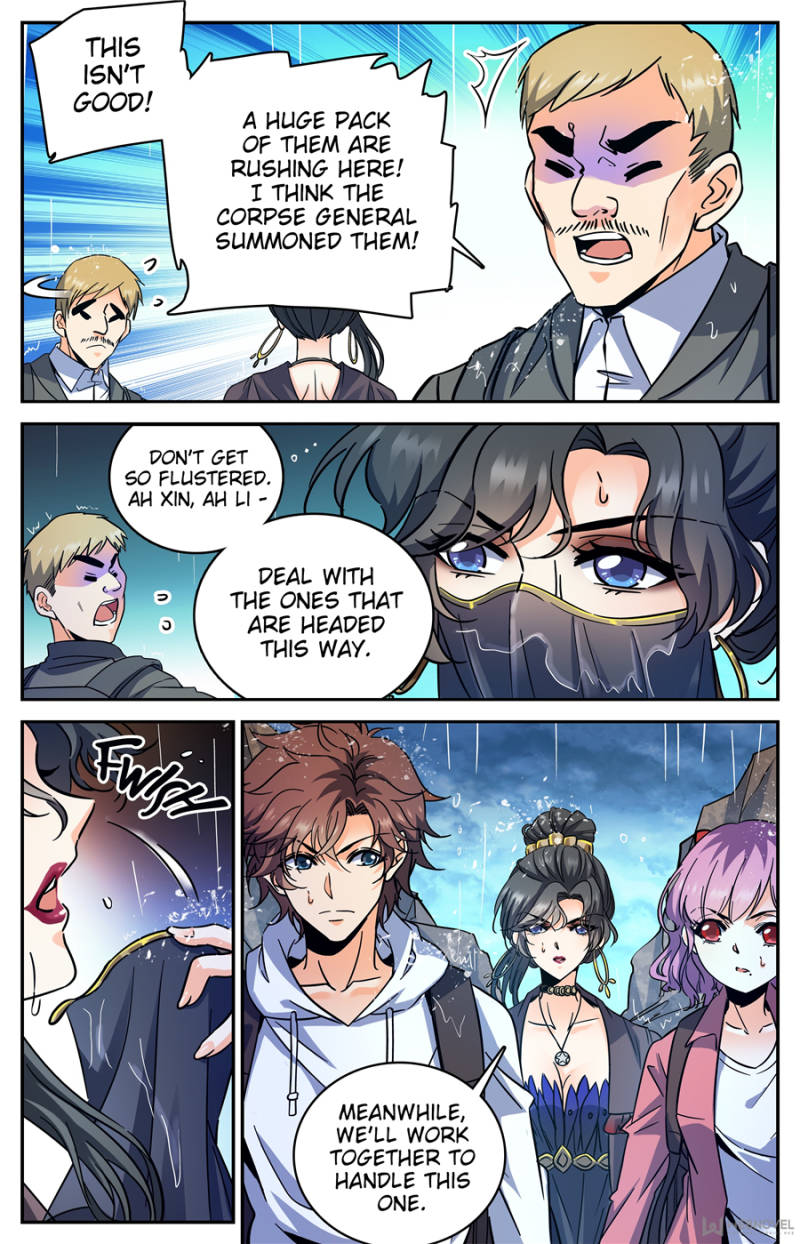 THIS
ISN'T
GOOD!
A HUGE PACK
OF THEM ARE
RUSHING HERE!
I THINK THE
CORPSE GENERAL
SUMMONED THEM!
DON'T GET
SO FLUSTERED.
AH XIN, AH LI -
DEAL WITH
THE ONES THAT
ARE HEADED
THIS WAY.
FWISH
MEANWHILE,
WE'LL WORK
TOGETHER TO
HANDLE THIS
ONE.